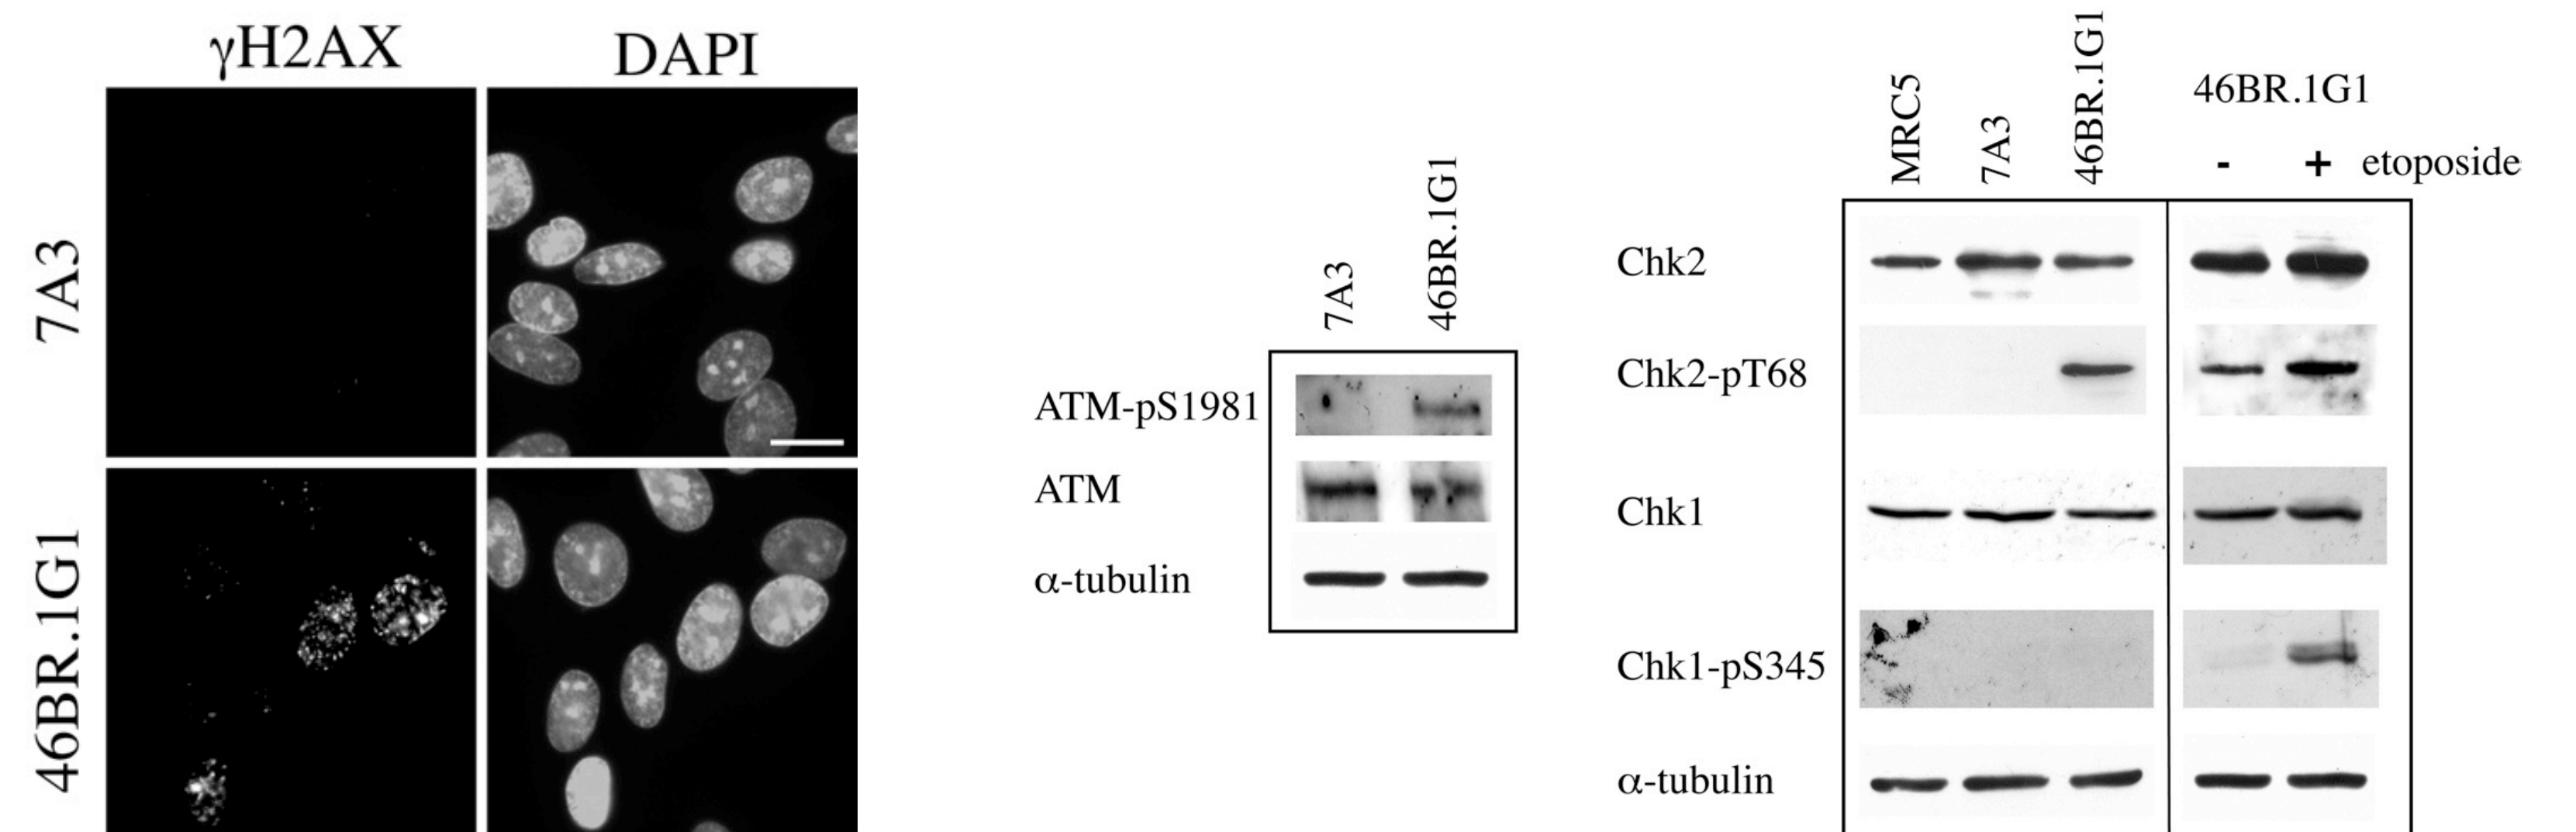 γH2AX
DAPI
7A3
46BR.1G1
7A3
46BR.1G1
ATM-pS1981
ATM
α-tubulin
MRC5
7A3
46BR.1G1
46BR.1G1
- + etoposide
Chk2
Chk2-pT68
Chk1
Chk1-pS345
α-tubulin